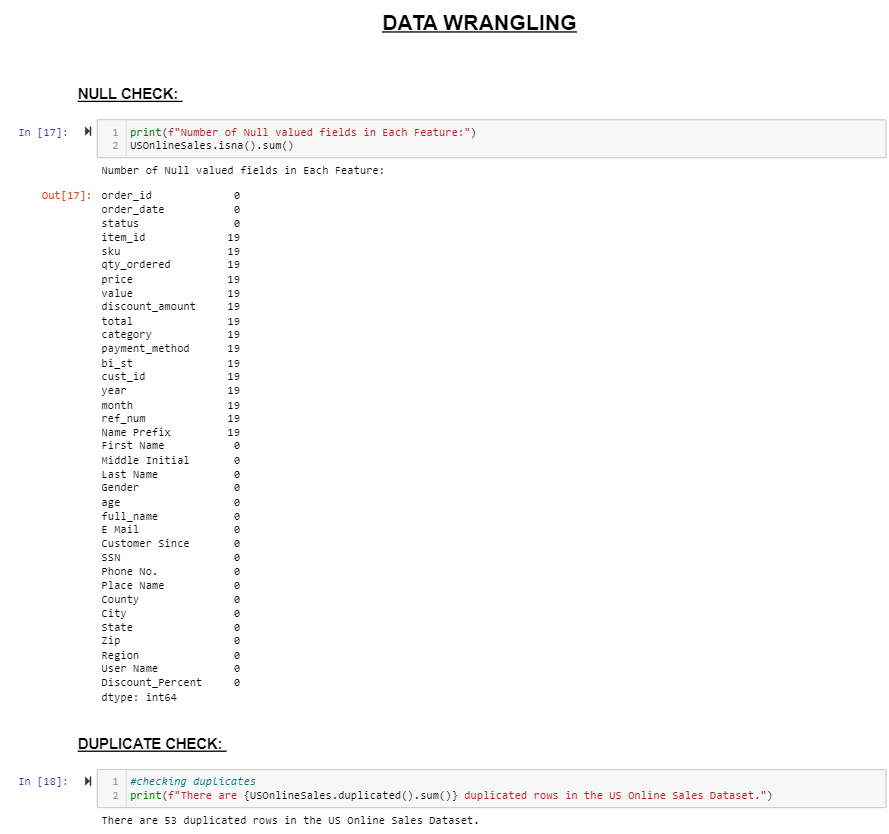 DATA WRANGLING
NULL CHECK:
In [17]: 1 print(f"Number of Null valued fields in Each Feature:")
2 USOnlineSales.isna().sum()
Number of Null valued fields in Each Feature:
Out[17]: order_id 0
order_date 0
status 0
item_id 19
sku 19
qty_ordered 19
price 19
value 19
discount_amount 19
total 19
category 19
payment_method 19
bi_st 19
cust_id 19
year 19
month 19
ref_num 19
Name Prefix 19
First Name 0
Middle Initial 0
Last Name 0
Gender 0
age 0
full_name 0
E Mail 0
Customer Since 0
SSN 0
Phone No. 0
Place Name 0
County 0
City 0
State 0
Zip 0
Region 0
User Name 0
Discount_Percent 0
dtype: int64
DUPLICATE CHECK:
In [18]: 1 #checking duplicates
2 print(f"There are {USOnlineSales.duplicated().sum()} duplicated rows in the US Online Sales Dataset.")
There are 53 duplicated rows in the US Online Sales Dataset.